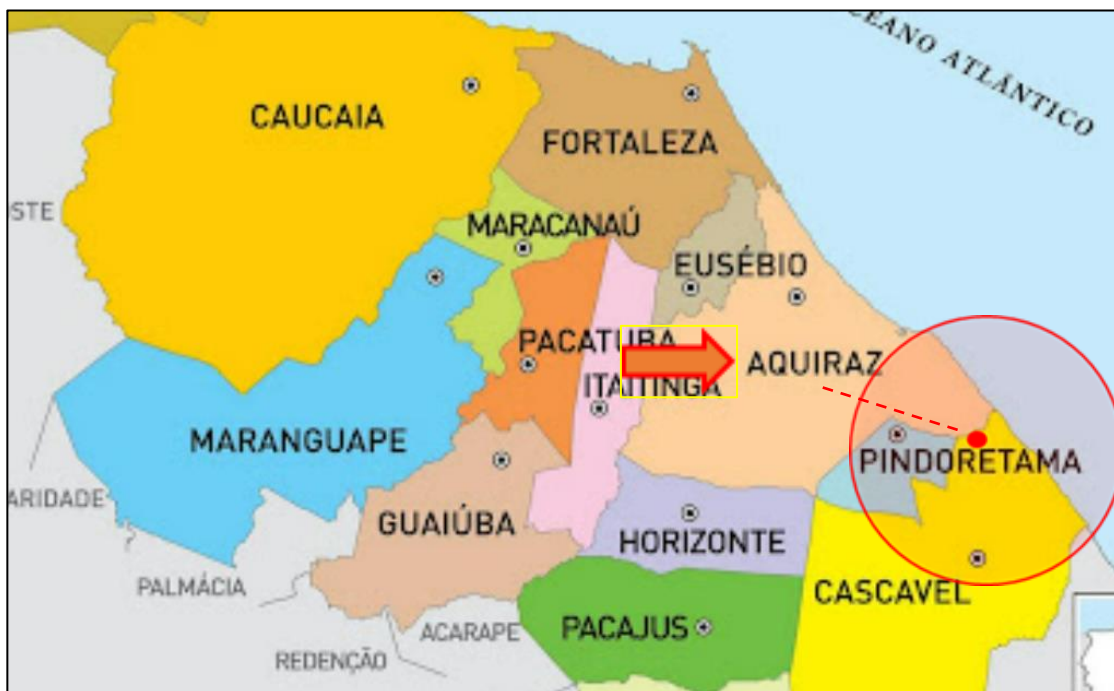 OCEANO ATLÂNTICO
CAUCAIA
FORTALEZA
OSTE
MARACANAÚ
EUSÉBIO
PACATUBA
AQUIRAZ
ITAITINGA
MARANGUAPE
PINDORETAMA
ARIDADE
GUAIÚBA
HORIZONTE
PALMÁCIA
CASCAVEL
ACARAPE
PACAJUS
REDENÇÃO